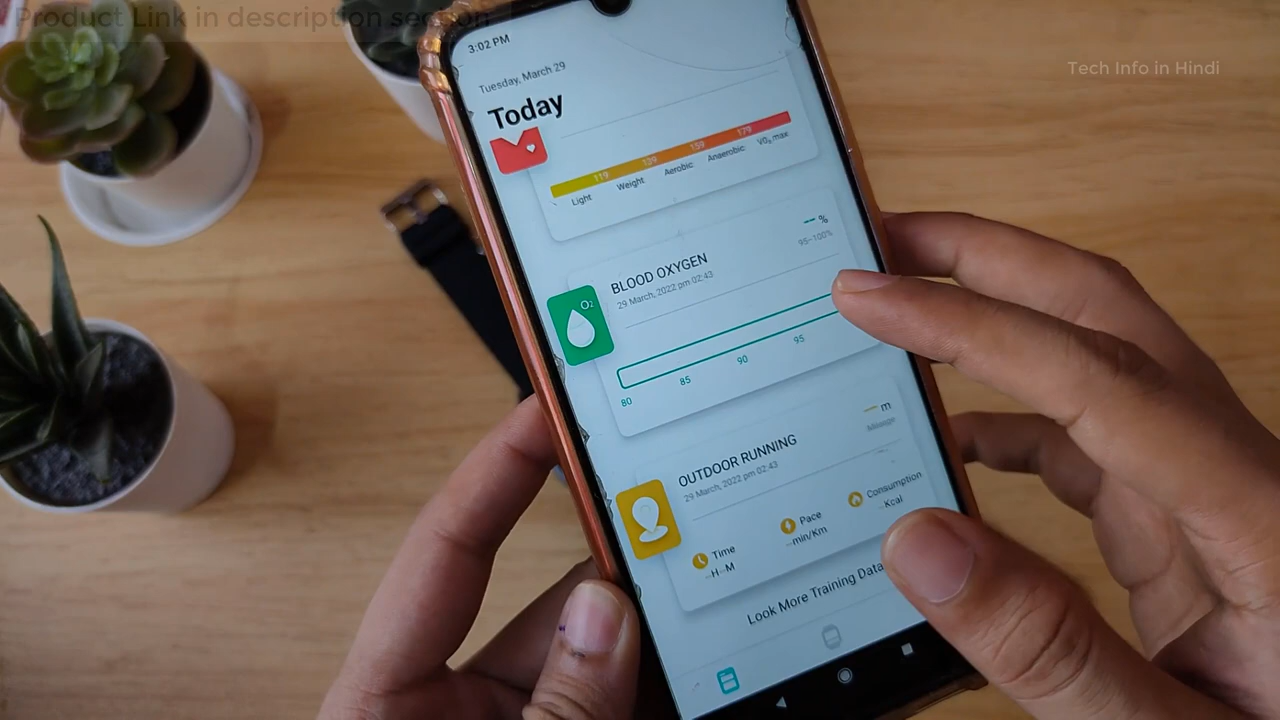 Product Link in description section
Tech Info in Hindi
3:02 PM
Tuesday, March 29
Today
119 139 159 179
Light Weight Aerobic Anaerobic VO₂ max
BLOOD OXYGEN
29 March, 2022 pm 02:43
-- %
95~100%
O₂
80 85 90 95
OUTDOOR RUNNING
29 March, 2022 pm 02:43
-- m
Mileage
Time
--H--M
Pace
--min/Km
Consumption
--Kcal
Look More Training Data